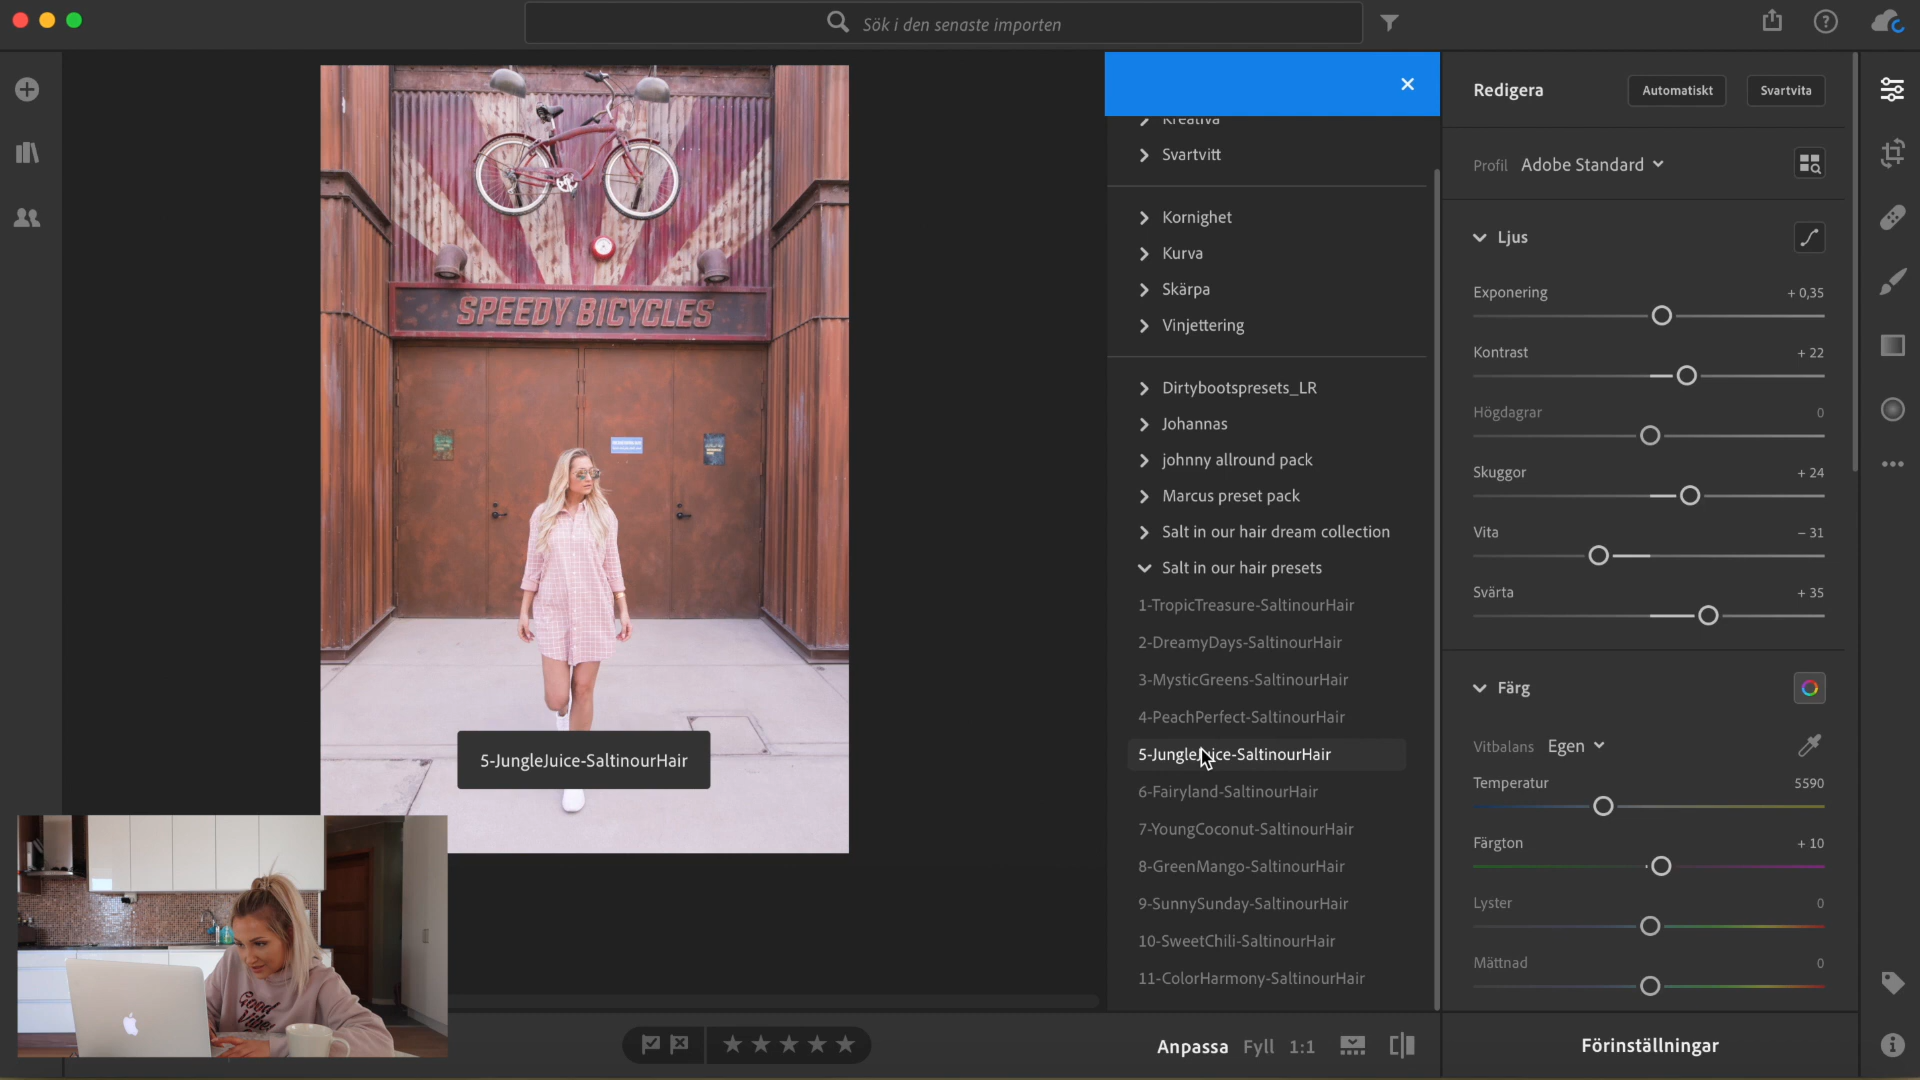 Sök i den senaste importen
SPEEDY BICYCLES
5-JungleJuice-SaltinourHair
Good
Vibes
Kreativa
Svartvitt
Kornighet
Kurva
Skärpa
Vinjettering
Dirtybootspresets_LR
Johannas
johnny allround pack
Marcus preset pack
Salt in our hair dream collection
Salt in our hair presets
1-TropicTreasure-SaltinourHair
2-DreamyDays-SaltinourHair
3-MysticGreens-SaltinourHair
4-PeachPerfect-SaltinourHair
5-JungleJuice-SaltinourHair
6-Fairyland-SaltinourHair
7-YoungCoconut-SaltinourHair
8-GreenMango-SaltinourHair
9-SunnySunday-SaltinourHair
10-SweetChili-SaltinourHair
11-ColorHarmony-SaltinourHair
Anpassa Fyll 1:1
Redigera Automatiskt Svartvita
Profil Adobe Standard
Ljus
Exponering + 0,35
Kontrast + 22
Högdagrar 0
Skuggor + 24
Vita – 31
Svärta + 35
Färg
Vitbalans Egen
Temperatur 5590
Färgton + 10
Lyster 0
Mättnad 0
Förinställningar